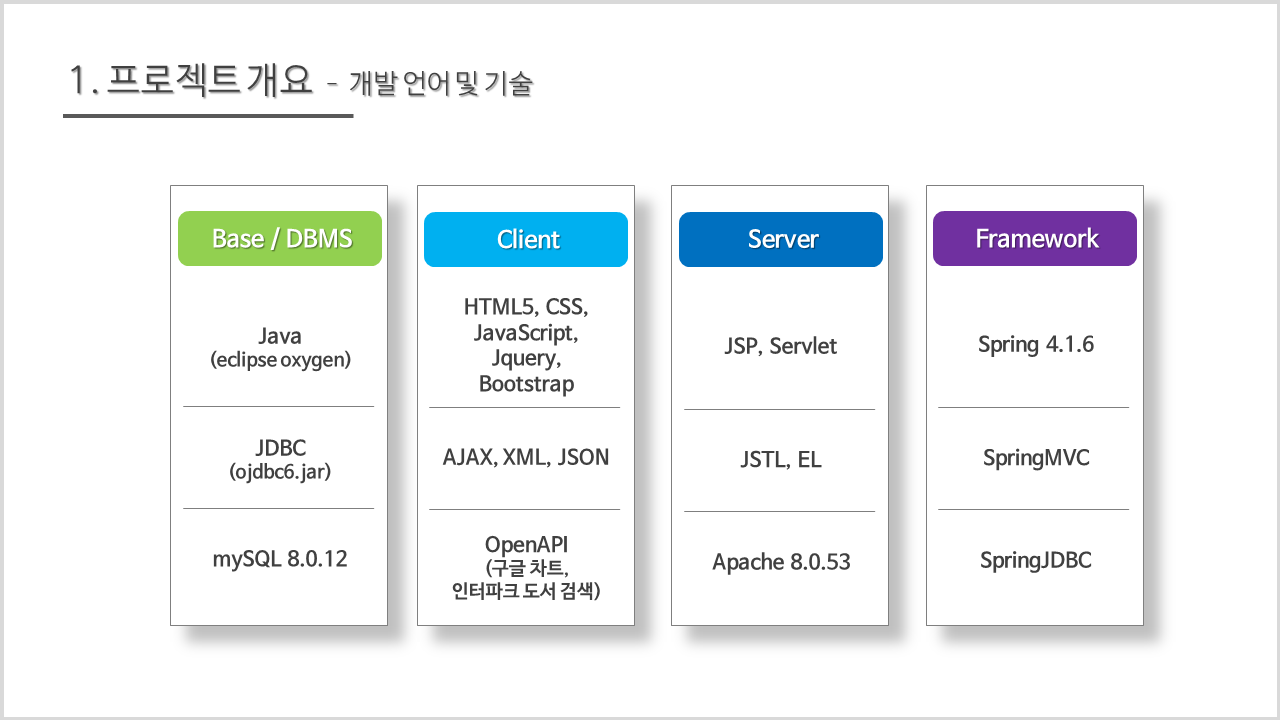 1. 프로젝트 개요 - 개발 언어 및 기술
Base / DBMS
Java
(eclipse oxygen)
JDBC
(ojdbc6.jar)
mySQL 8.0.12
Client
HTML5, CSS,
JavaScript,
Jquery,
Bootstrap
AJAX, XML, JSON
OpenAPI
(구글 차트,
인터파크 도서 검색)
Server
JSP, Servlet
JSTL, EL
Apache 8.0.53
Framework
Spring 4.1.6
SpringMVC
SpringJDBC